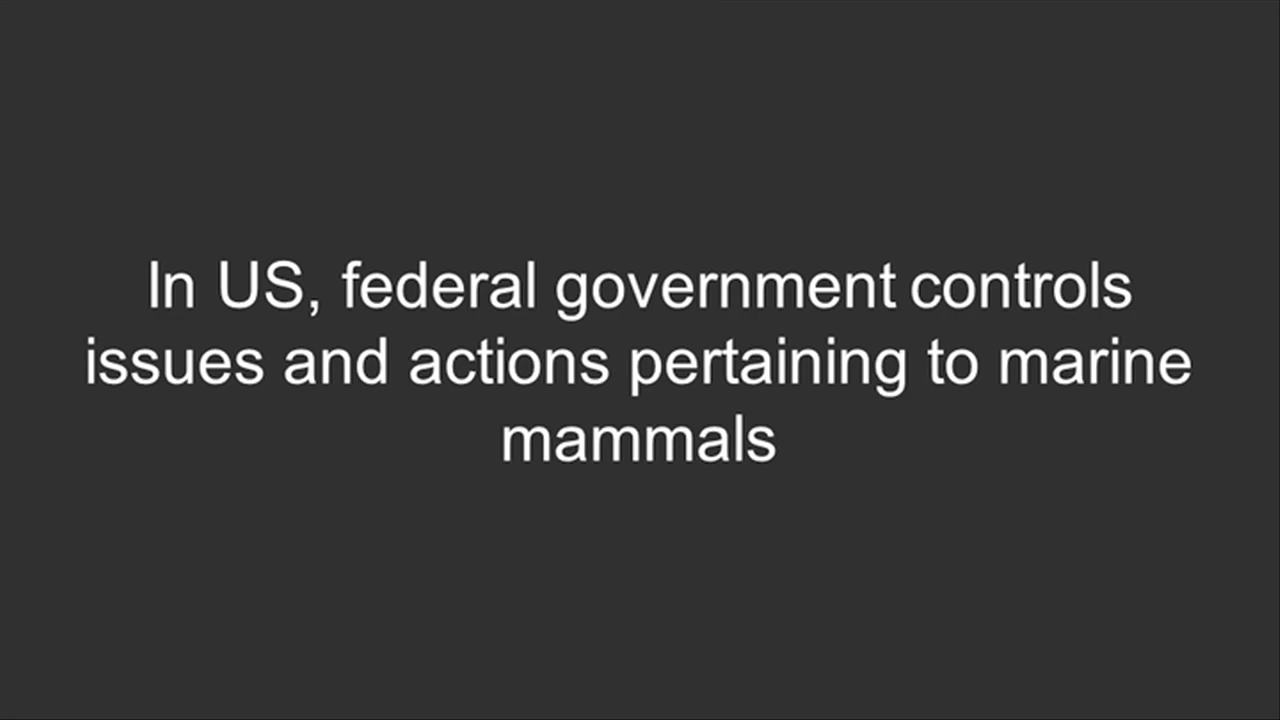 In US, federal government controls
issues and actions pertaining to marine
mammals